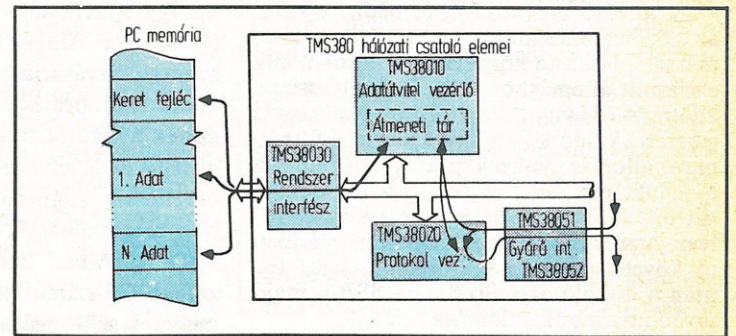 PC memória
Keret fejléc
1. Adat
N. Adat
TMS380 hálózati csatoló elemei
TMS38010
Adatátvitel vezérlő
Átmeneti tár
TMS38030
Rendszer
interfész
TMS38020
Protokol vez.
TMS38051
Gyűrű int.
TMS38052